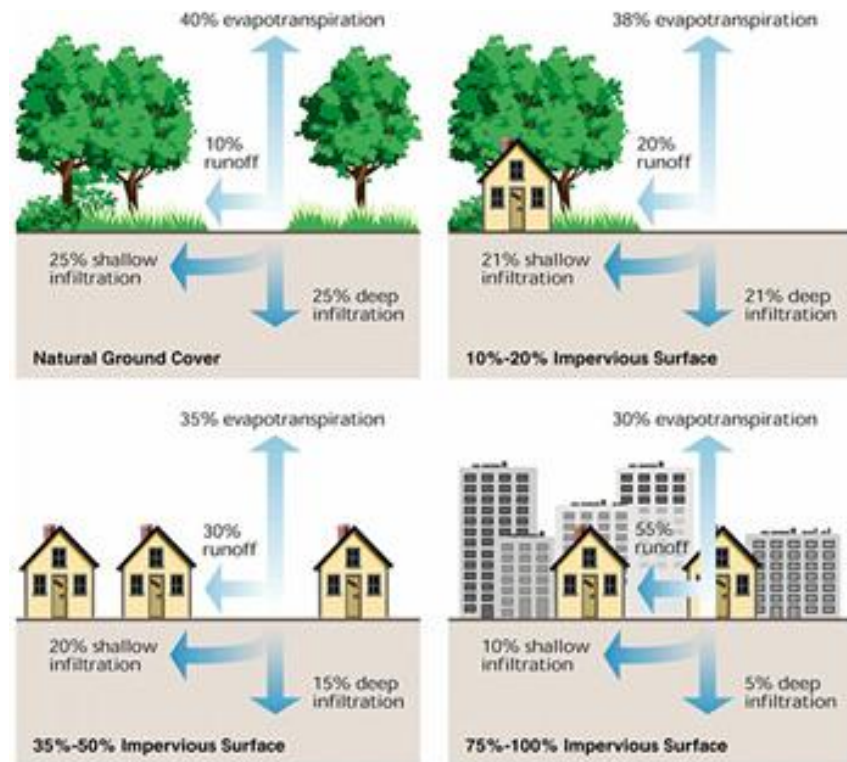 40% evapotranspiration
10%
runoff
25% shallow
infiltration
25% deep
infiltration
Natural Ground Cover
38% evapotranspiration
20%
runoff
21% shallow
infiltration
21% deep
infiltration
10%-20% Impervious Surface
35% evapotranspiration
30%
runoff
20% shallow
infiltration
15% deep
infiltration
35%-50% Impervious Surface
30% evapotranspiration
55%
runoff
10% shallow
infiltration
5% deep
infiltration
75%-100% Impervious Surface